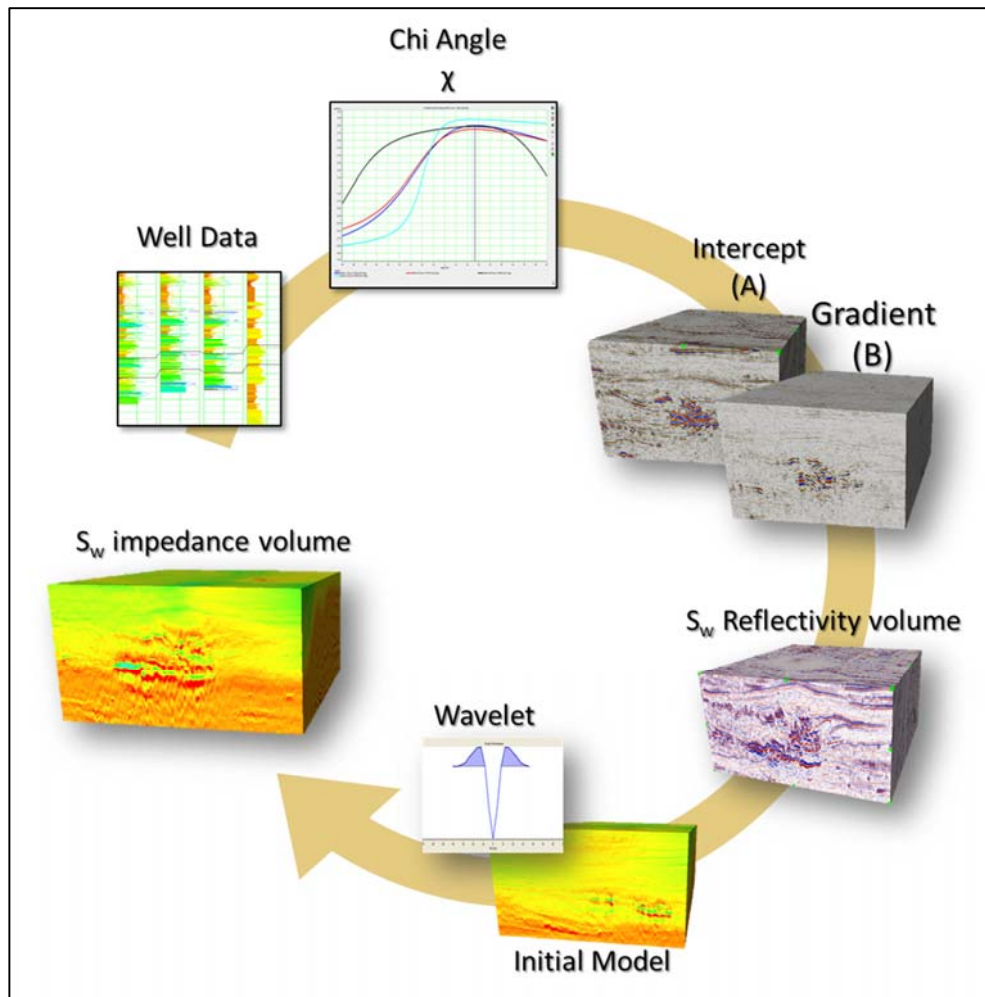 Chi Angle
χ
Well Data
Intercept
(A)
Gradient
(B)
Sw impedance volume
Sw Reflectivity volume
Wavelet
Initial Model